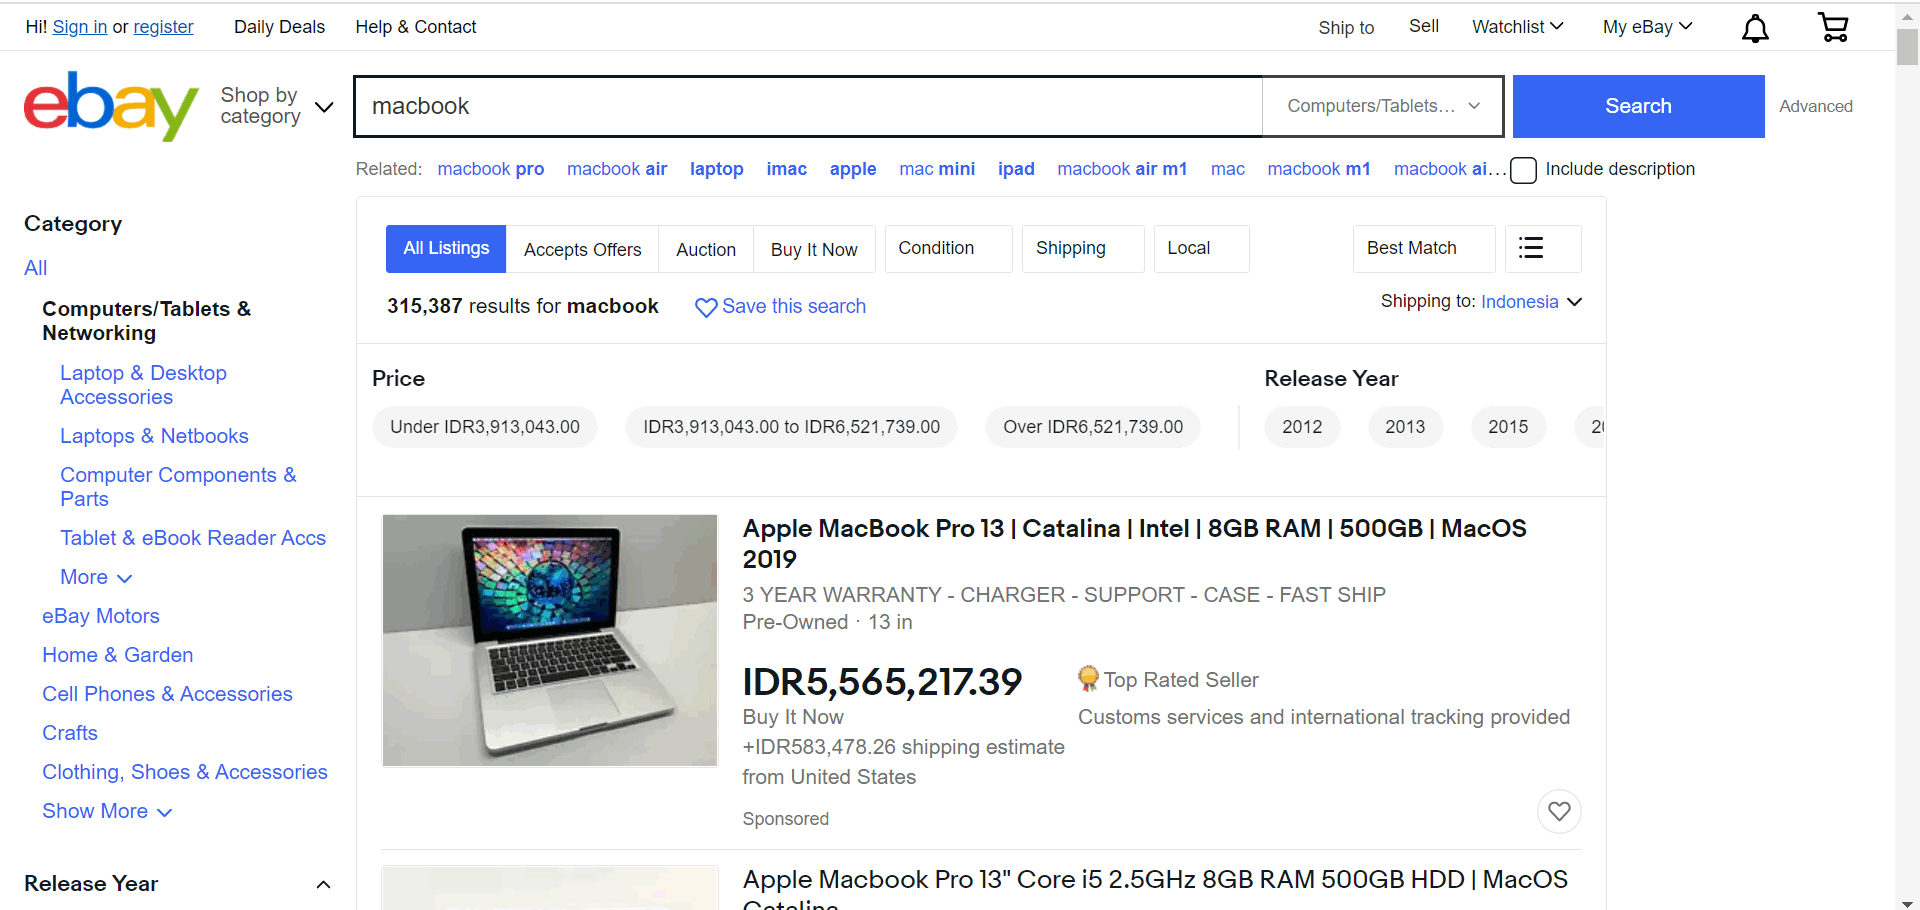 Hi! Sign in or register Daily Deals Help & Contact Ship to Sell Watchlist My eBay
ebay
Shop by
category
macbook Computers/Tablets... Search Advanced
Related: macbook pro macbook air laptop imac apple mac mini ipad macbook air m1 mac macbook m1 macbook ai... Include description
Category
All
Computers/Tablets &
Networking
Laptop & Desktop
Accessories
Laptops & Netbooks
Computer Components &
Parts
Tablet & eBook Reader Accs
More
eBay Motors
Home & Garden
Cell Phones & Accessories
Crafts
Clothing, Shoes & Accessories
Show More
Release Year
All Listings Accepts Offers Auction Buy It Now Condition Shipping Local Best Match
315,387 results for macbook Save this search Shipping to: Indonesia
Price
Under IDR3,913,043.00 IDR3,913,043.00 to IDR6,521,739.00 Over IDR6,521,739.00
Release Year
2012 2013 2015
Apple MacBook Pro 13 | Catalina | Intel | 8GB RAM | 500GB | MacOS
2019
3 YEAR WARRANTY - CHARGER - SUPPORT - CASE - FAST SHIP
Pre-Owned · 13 in
IDR5,565,217.39
Buy It Now
+IDR583,478.26 shipping estimate
from United States
Sponsored
Top Rated Seller
Customs services and international tracking provided
Apple Macbook Pro 13" Core i5 2.5GHz 8GB RAM 500GB HDD | MacOS
Catalina